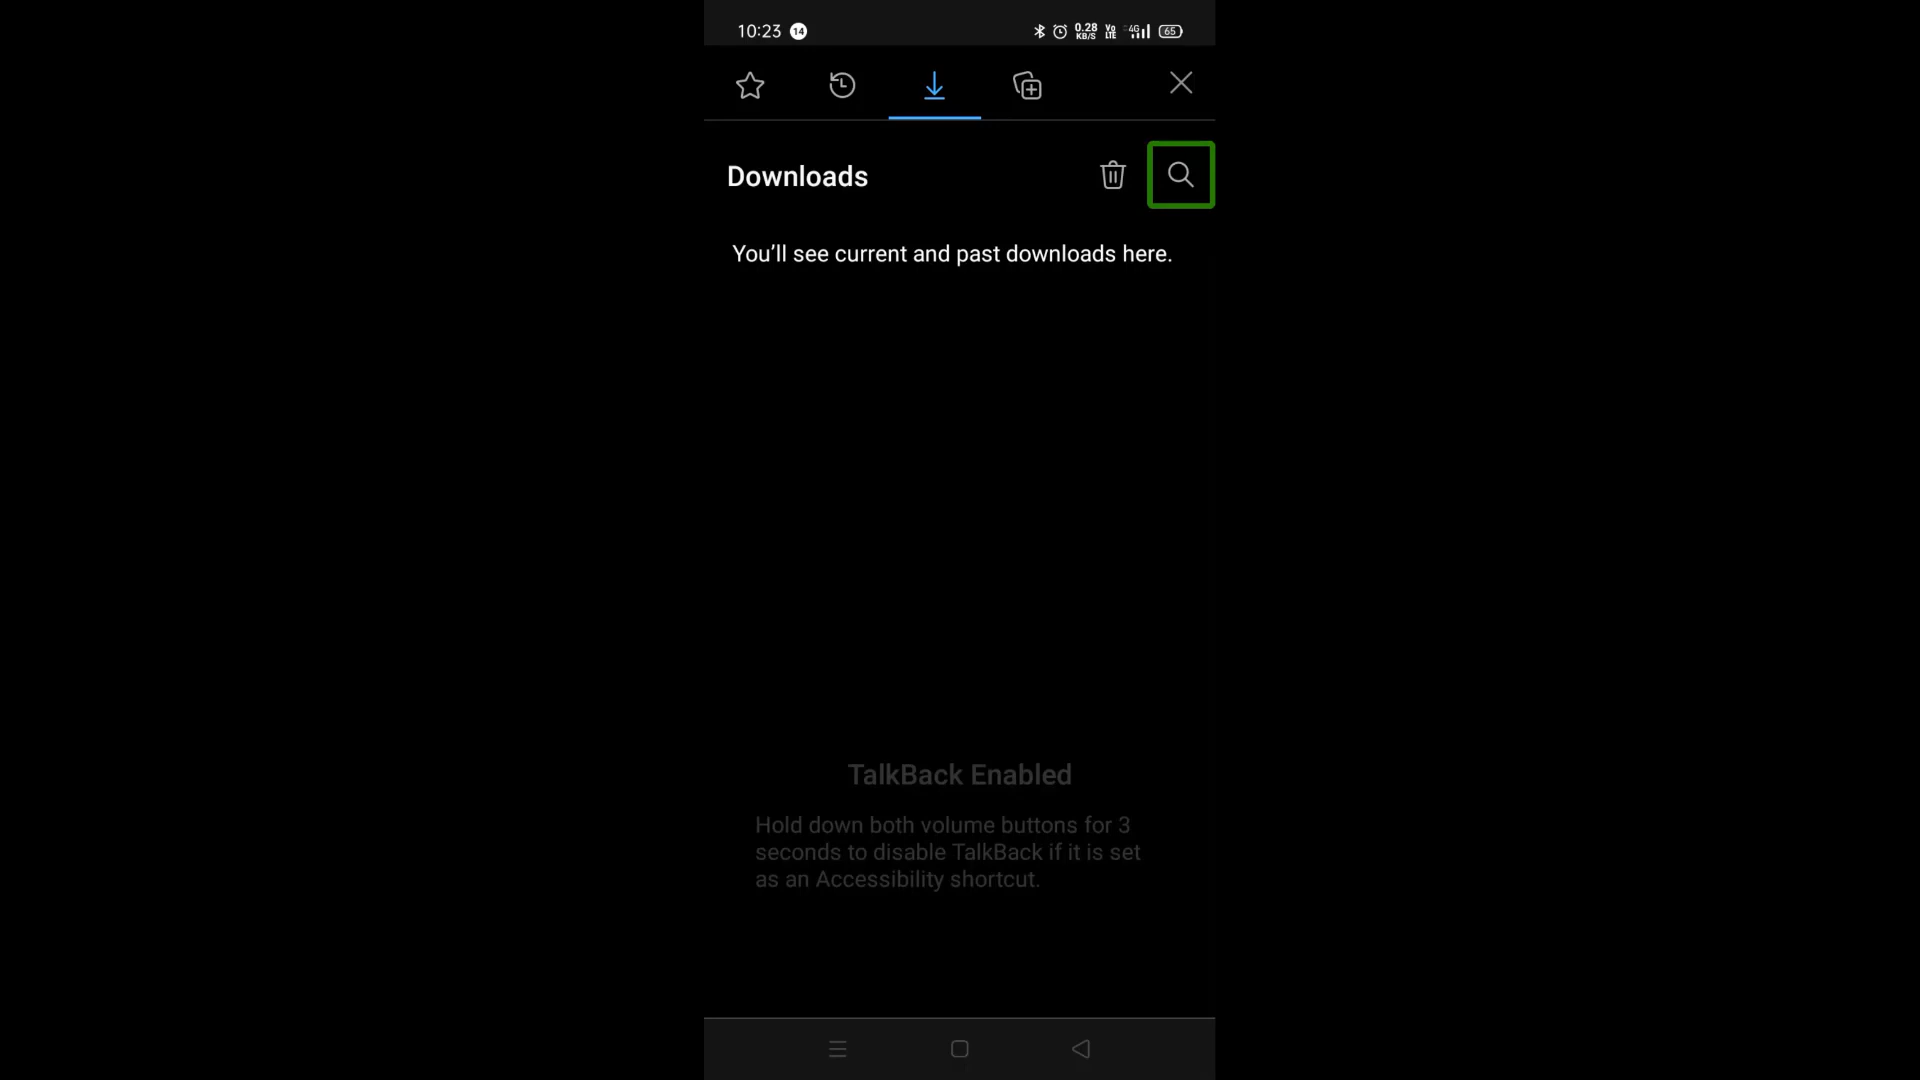 10:23 14 0.28 KB/S Vo LTE 4G 65
Downloads
You’ll see current and past downloads here.
TalkBack Enabled
Hold down both volume buttons for 3
seconds to disable TalkBack if it is set
as an Accessibility shortcut.